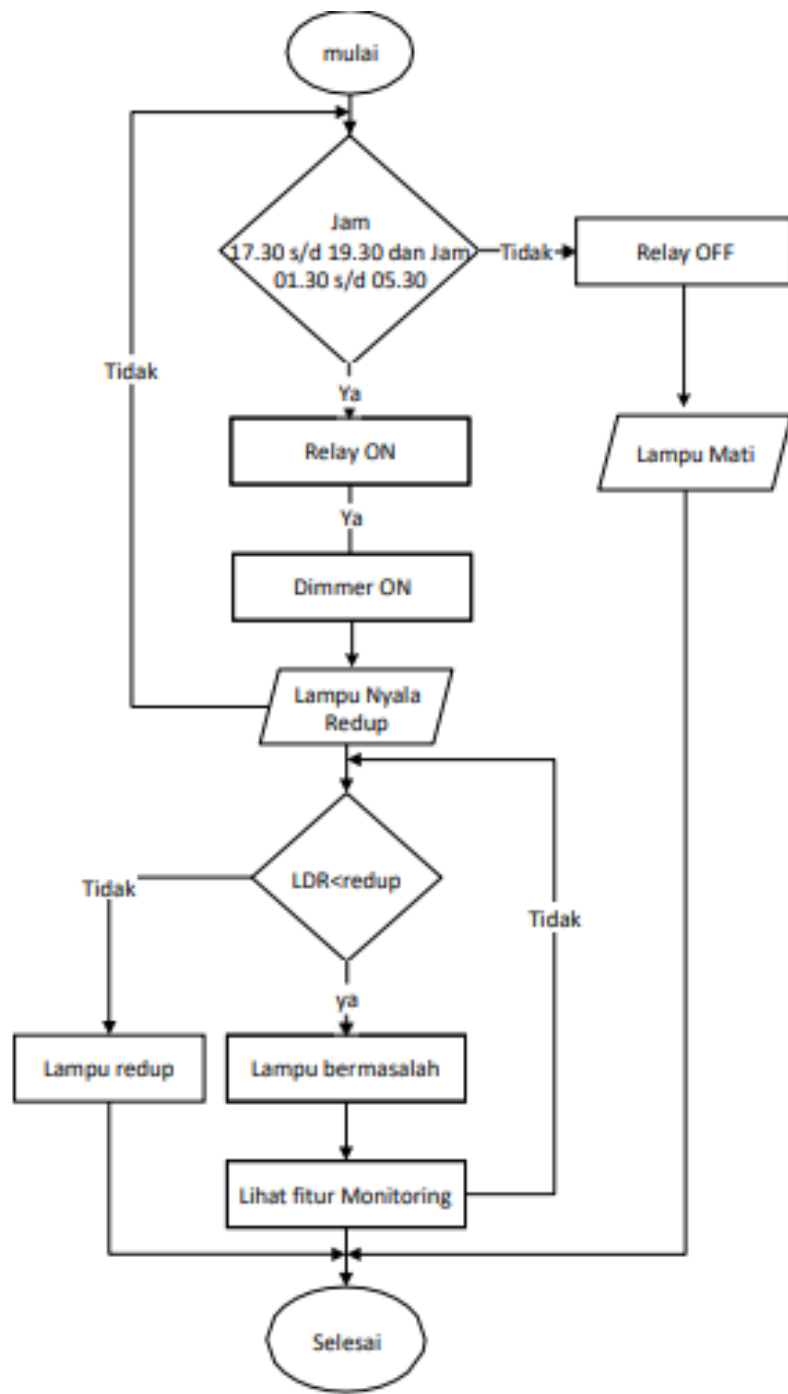 mulai
Jam
17.30 s/d 19.30 dan Jam
01.30 s/d 05.30
Tidak
Relay OFF
Tidak
Ya
Relay ON
Lampu Mati
Ya
Dimmer ON
Lampu Nyala
Redup
LDR<redup
Tidak
Tidak
ya
Lampu redup
Lampu bermasalah
Lihat fitur Monitoring
Selesai